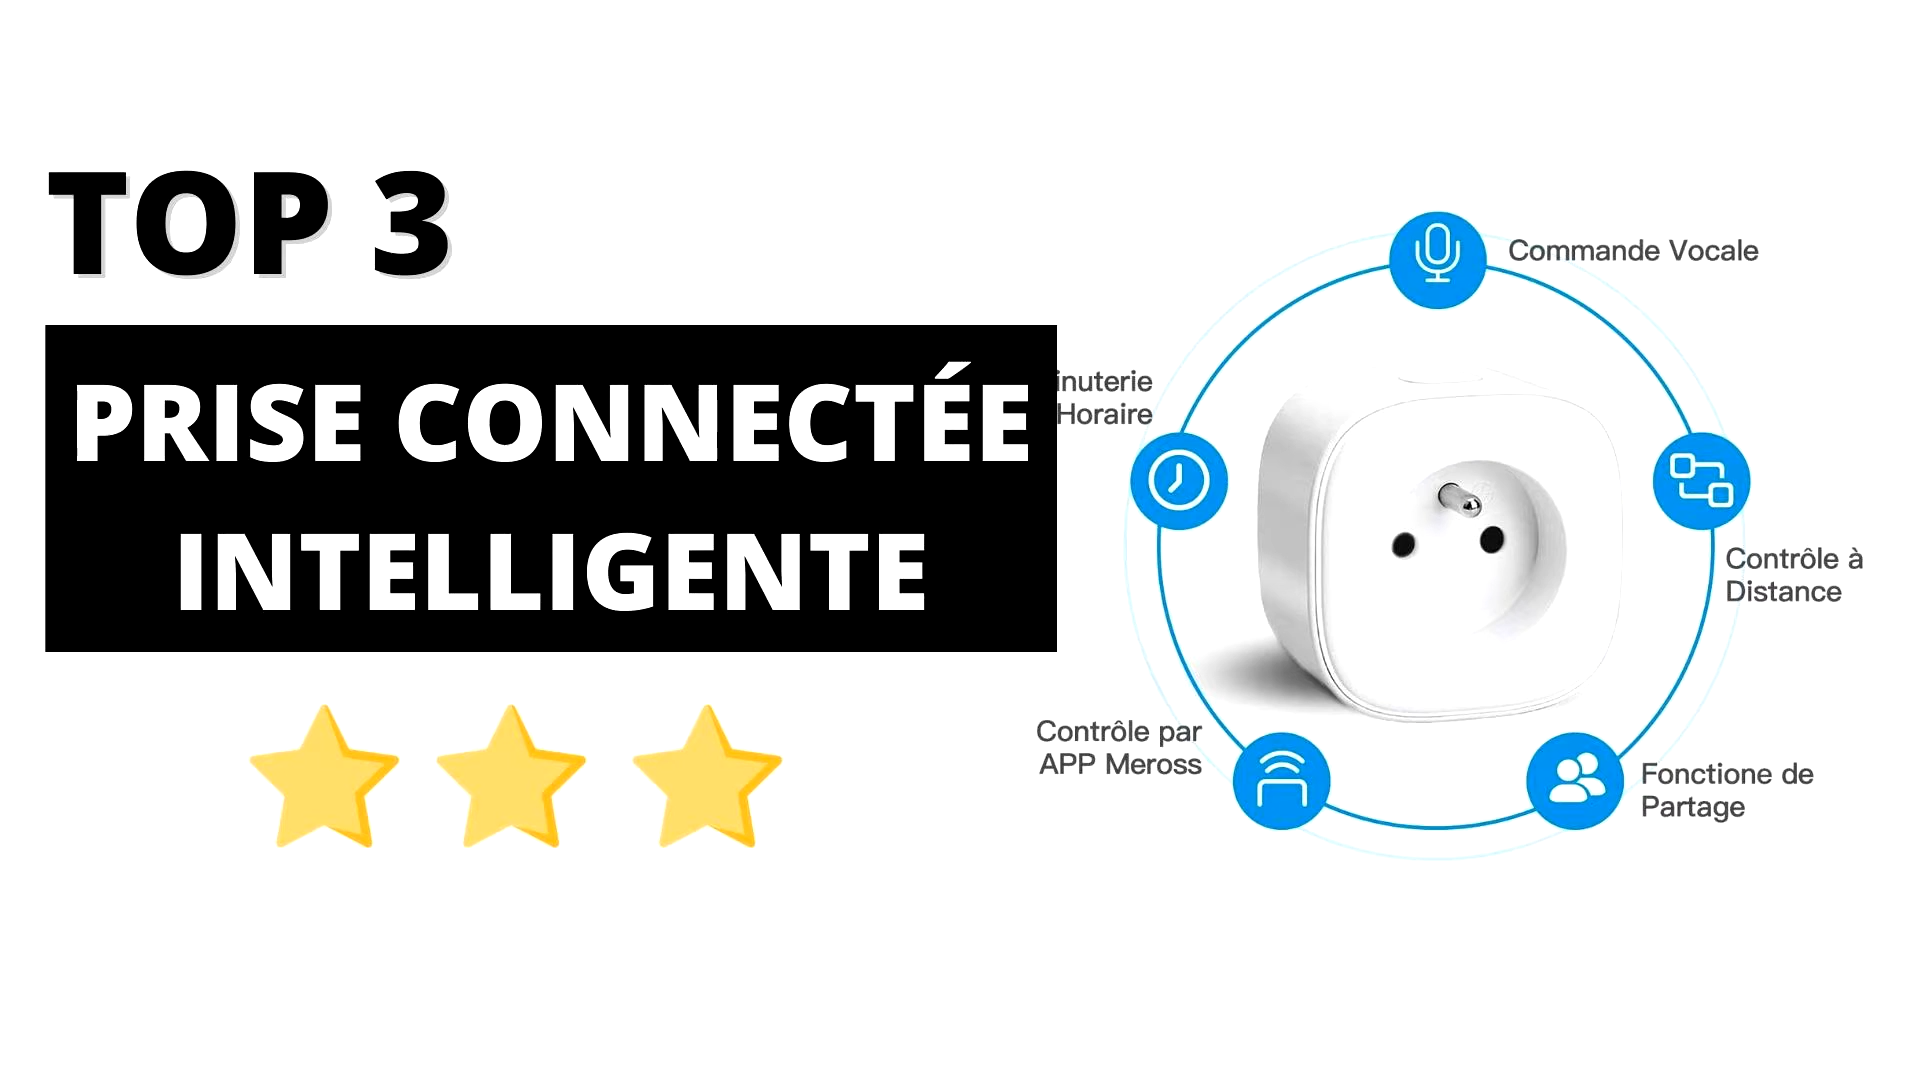 TOP 3
PRISE CONNECTÉE
INTELLIGENTE
Commande Vocale
inuterie
Horaire
Contrôle à
Distance
Contrôle par
APP Meross
Fonctione de
Partage